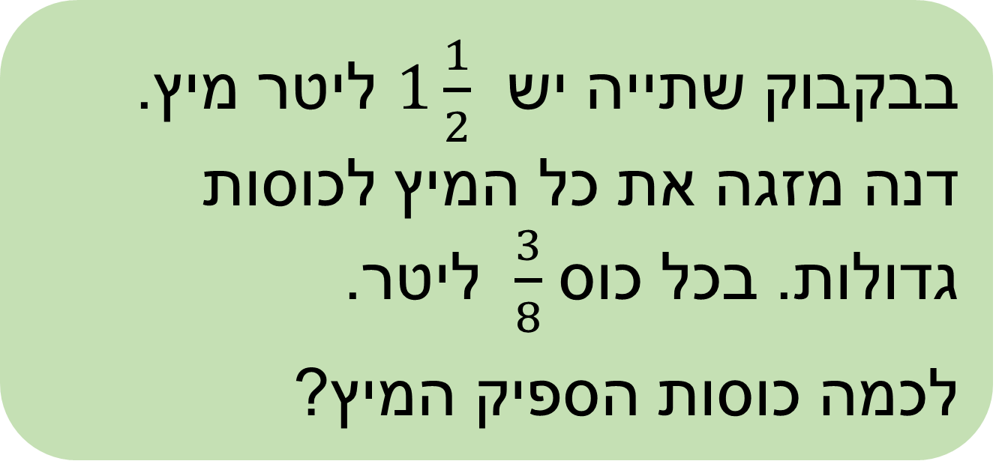 בבקבוק שתייה יש 1 1/2 ליטר מיץ.
דנה מזגה את כל המיץ לכוסות
גדולות. בכל כוס 3/8 ליטר.
לכמה כוסות הספיק המיץ?